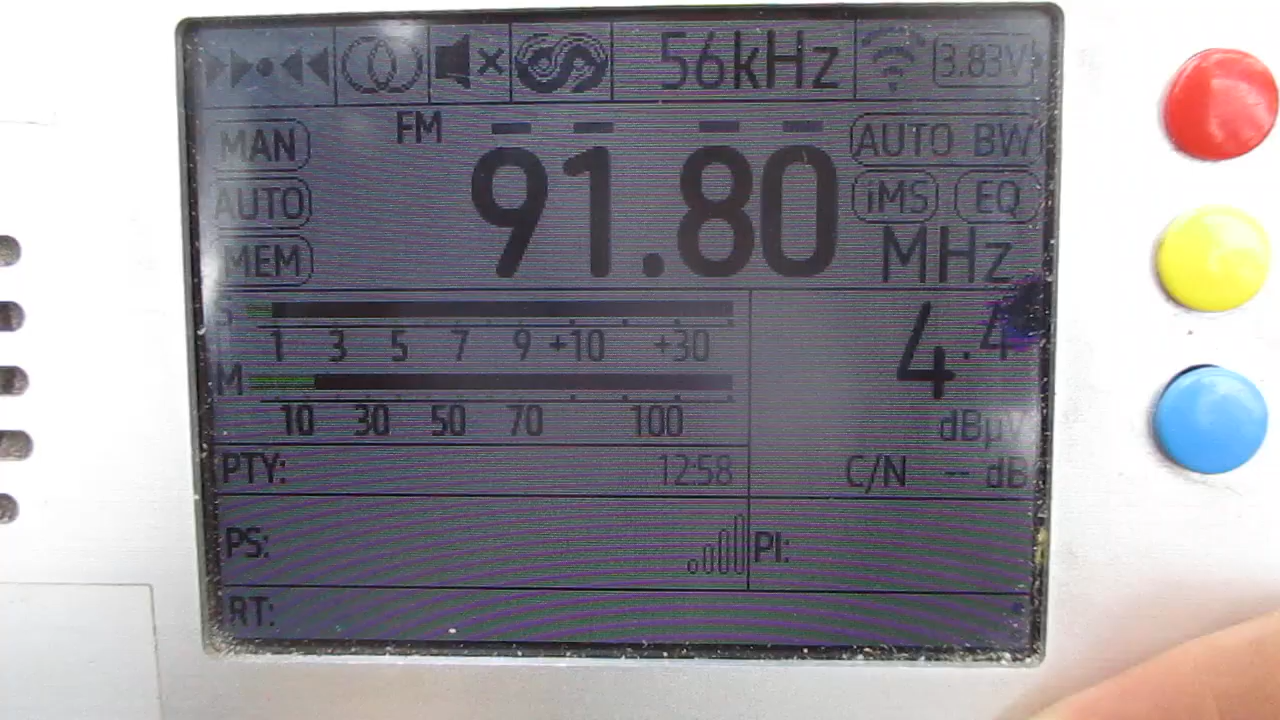 56kHz 3.83V
MAN FM AUTO BW
91.80
AUTO iMS EQ
MEM MHz
S
1 3 5 7 9 +10 +30 4.4
M
10 30 50 70 100 dBµV
PTY: 12:58 C/N -- dB
PS: PI:
RT: